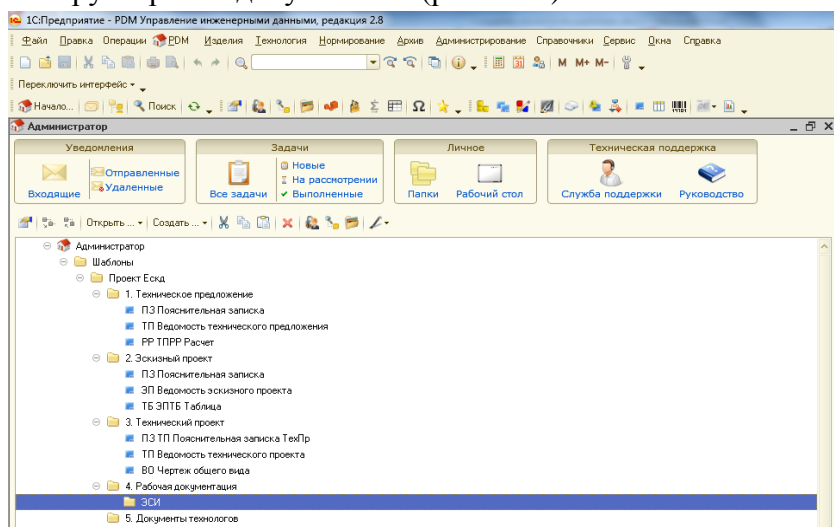 1С:Предприятие - PDM Управление инженерными данными, редакция 2.8
Файл Правка Операции PDM Изделия Технология Нормирование Архив Администрирование Справочники Сервис Окна Справка
M M+ M-
Переключить интерфейс
Начало... Поиск
Администратор
Уведомления Задачи Личное Техническая поддержка
Входящие Отправленные Удаленные Все задачи Новые На рассмотрении Выполненные Папки Рабочий стол Служба поддержки Руководство
Открыть ... Создать ...
Администратор
Шаблоны
Проект Ескд
1. Техническое предложение
ПЗ Пояснительная записка
ТП Ведомость технического предложения
РР ТПРР Расчет
2. Эскизный проект
ПЗ Пояснительная записка
ЭП Ведомость эскизного проекта
ТБ ЭПТБ Таблица
3. Технический проект
ПЗ ТП Пояснительная записка ТехПр
ТП Ведомость технического проекта
ВО Чертеж общего вида
4. Рабочая документация
ЭСИ
5. Документы технологов